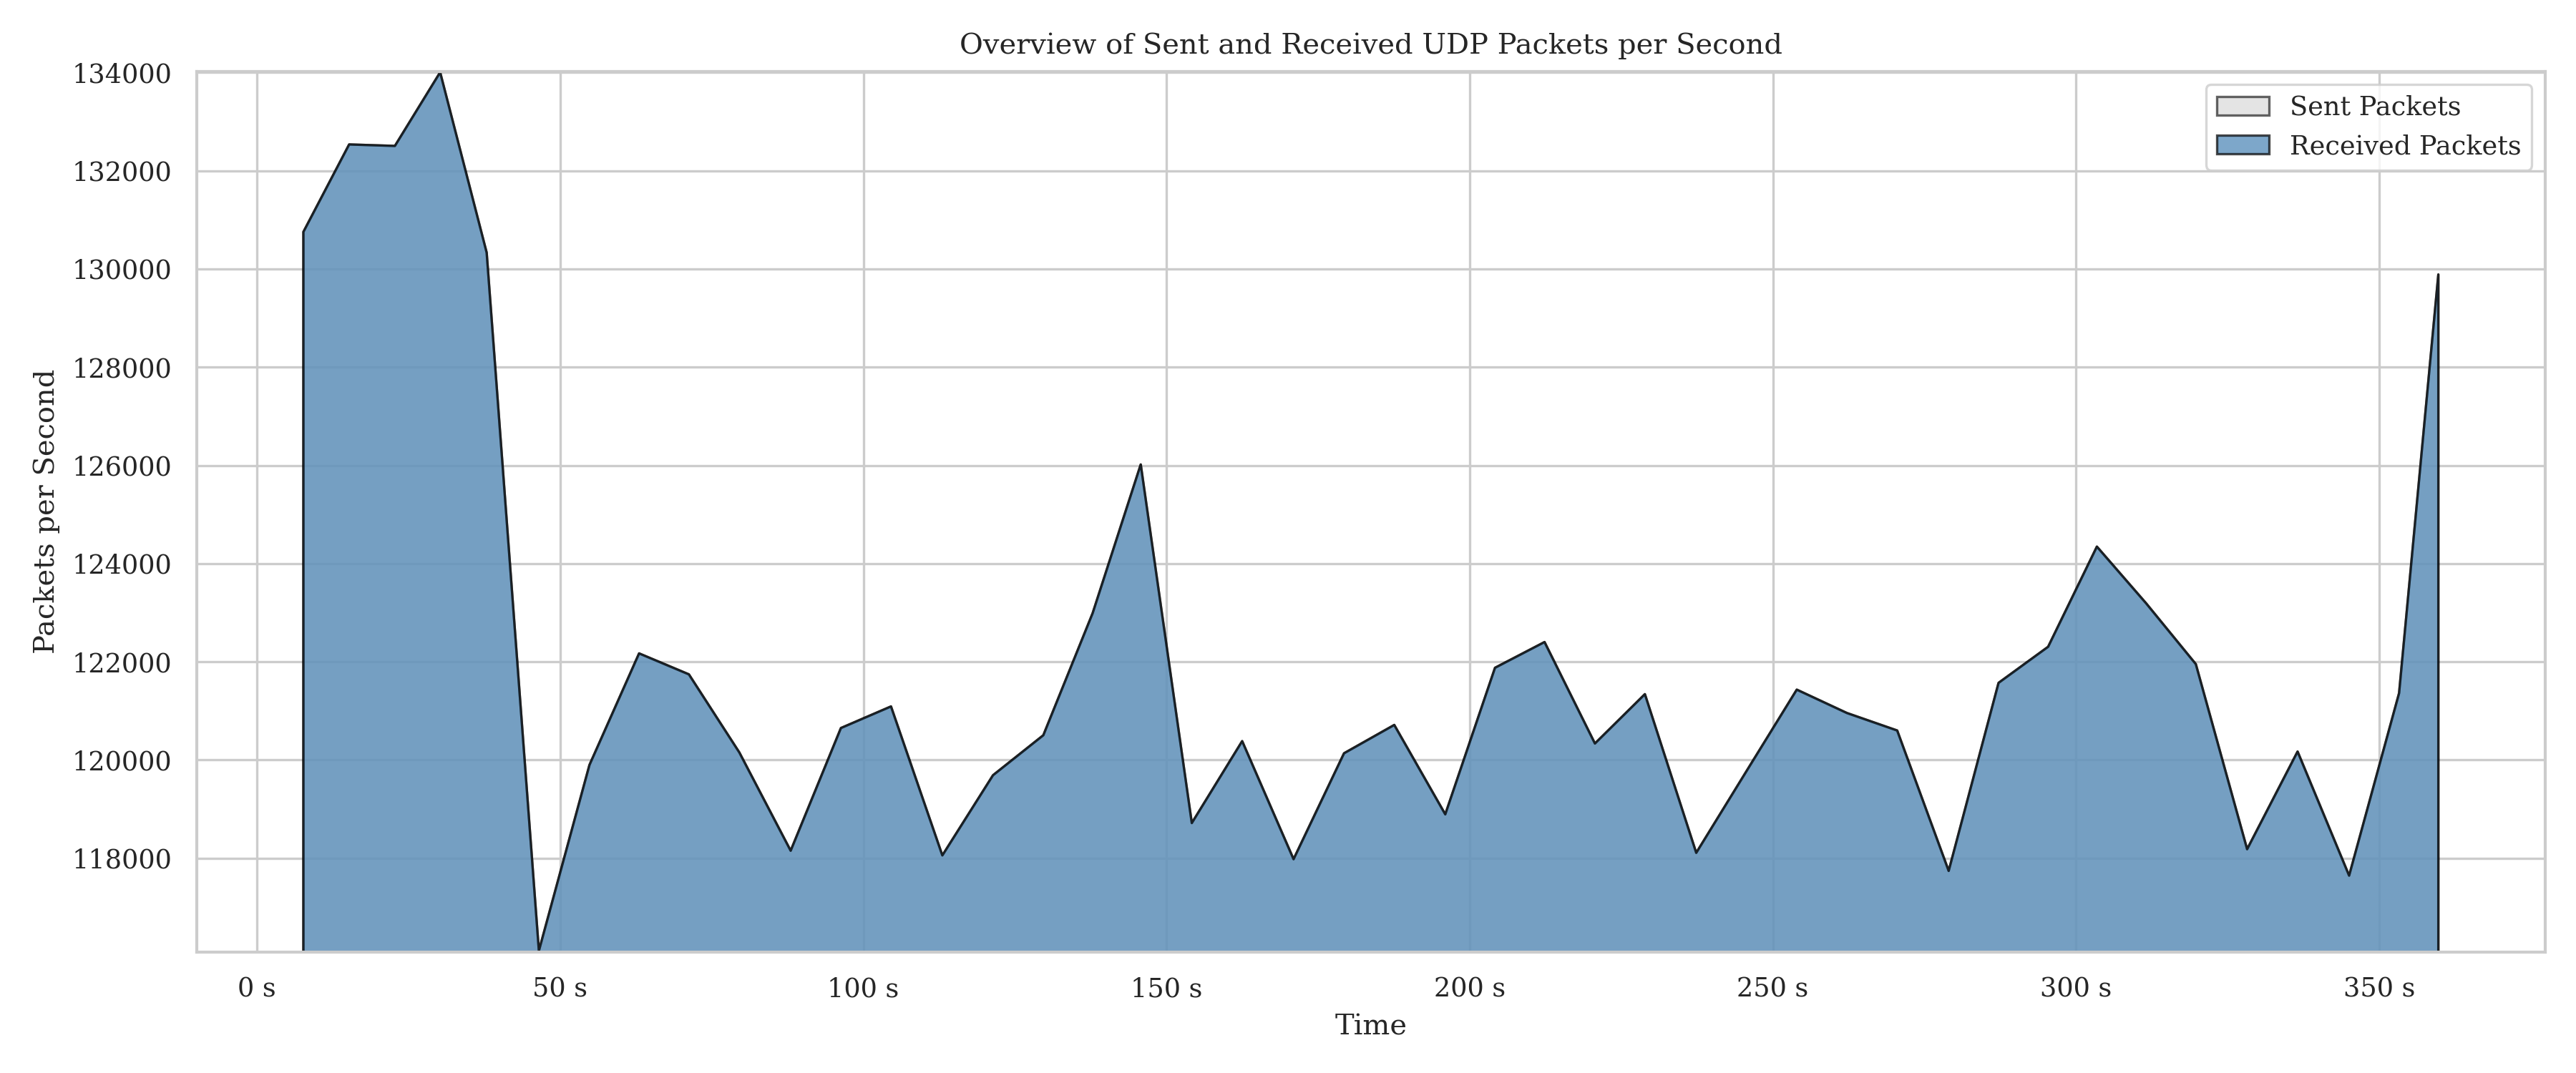 Overview of Sent and Received UDP Packets per Second
134000
132000
130000
128000
126000
124000
122000
120000
118000
Packets per Second
Sent Packets
Received Packets
0 s 50 s 100 s 150 s 200 s 250 s 300 s 350 s
Time